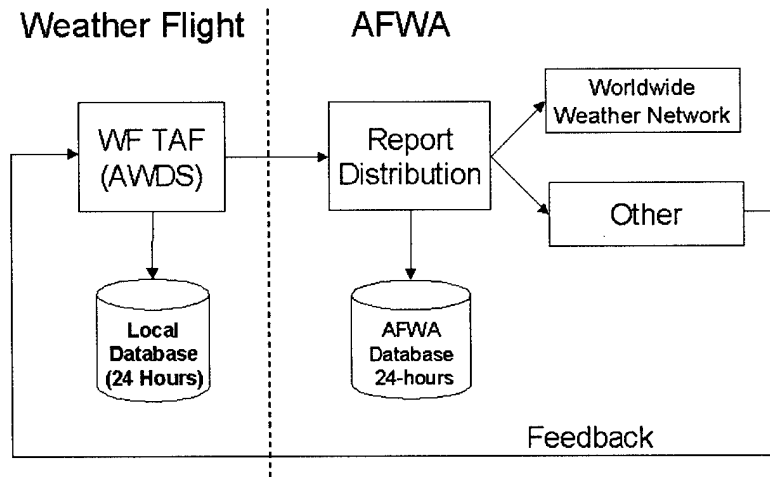 Weather Flight
AFWA
WF TAF
(AWDS)
Report
Distribution
Worldwide
Weather Network
Other
Local
Database
(24 Hours)
AFWA
Database
24-hours
Feedback